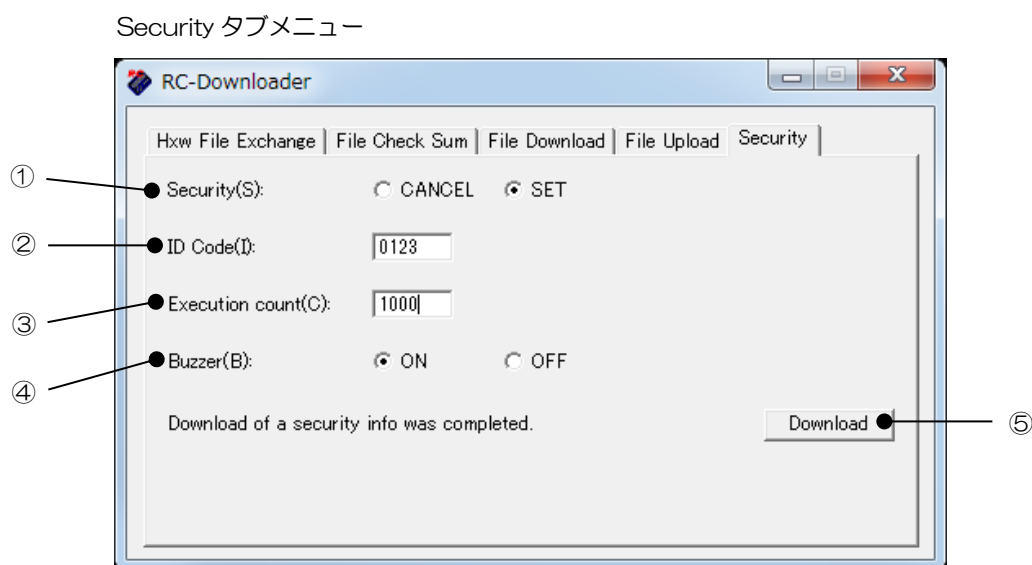 Security タブメニュー
RC-Downloader
Hxw File Exchange File Check Sum File Download File Upload Security
① Security(S): CANCEL SET
② ID Code(I): 0123
③ Execution count(C): 1000
④ Buzzer(B): ON OFF
Download of a security info was completed. Download ⑤